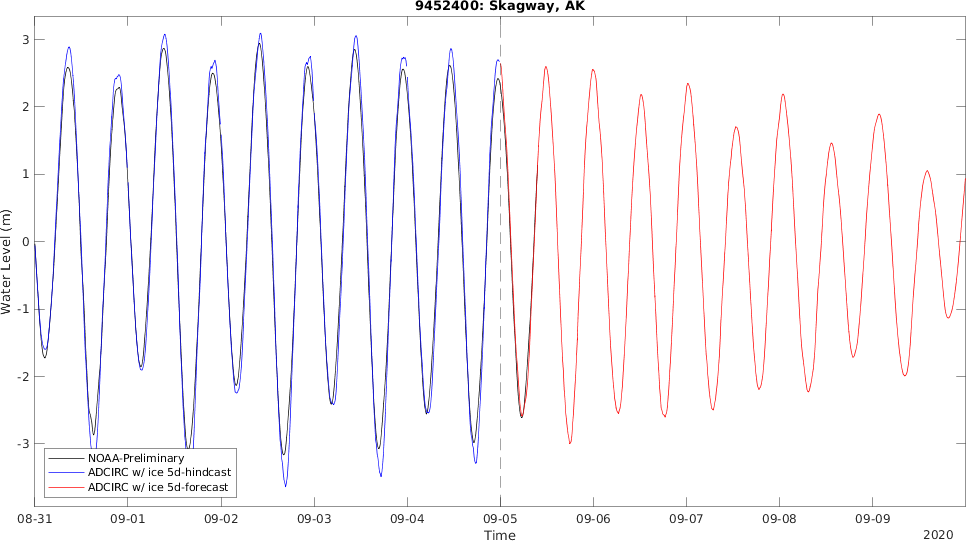 9452400: Skagway, AK
Water Level (m)
3
2
1
0
-1
-2
-3
NOAA-Preliminary
ADCIRC w/ ice 5d-hindcast
ADCIRC w/ ice 5d-forecast
08-31 09-01 09-02 09-03 09-04 09-05 09-06 09-07 09-08 09-09
Time
2020